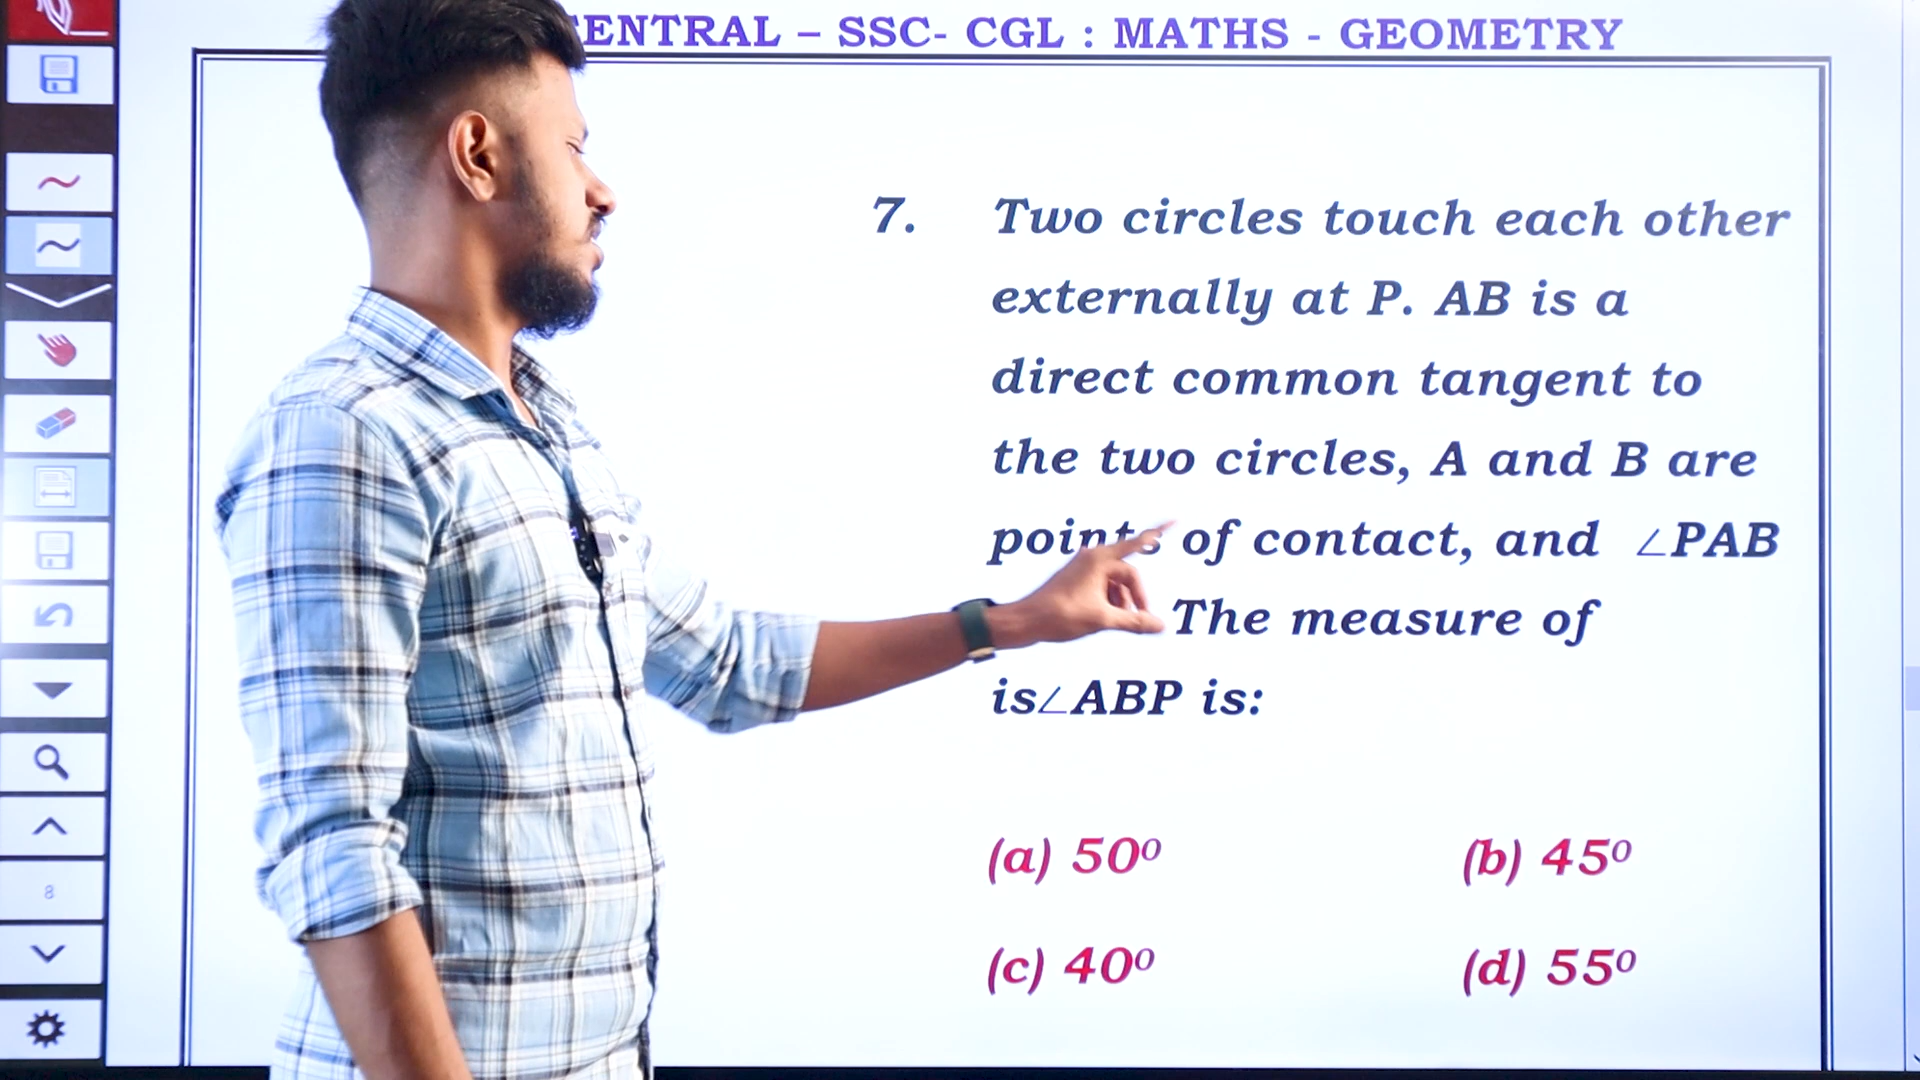 ENTRAL – SSC- CGL : MATHS - GEOMETRY
7. Two circles touch each other
externally at P. AB is a
direct common tangent to
the two circles, A and B are
points of contact, and ∠PAB
The measure of
is∠ABP is:
(a) 50⁰ (b) 45⁰
(c) 40⁰ (d) 55⁰
8